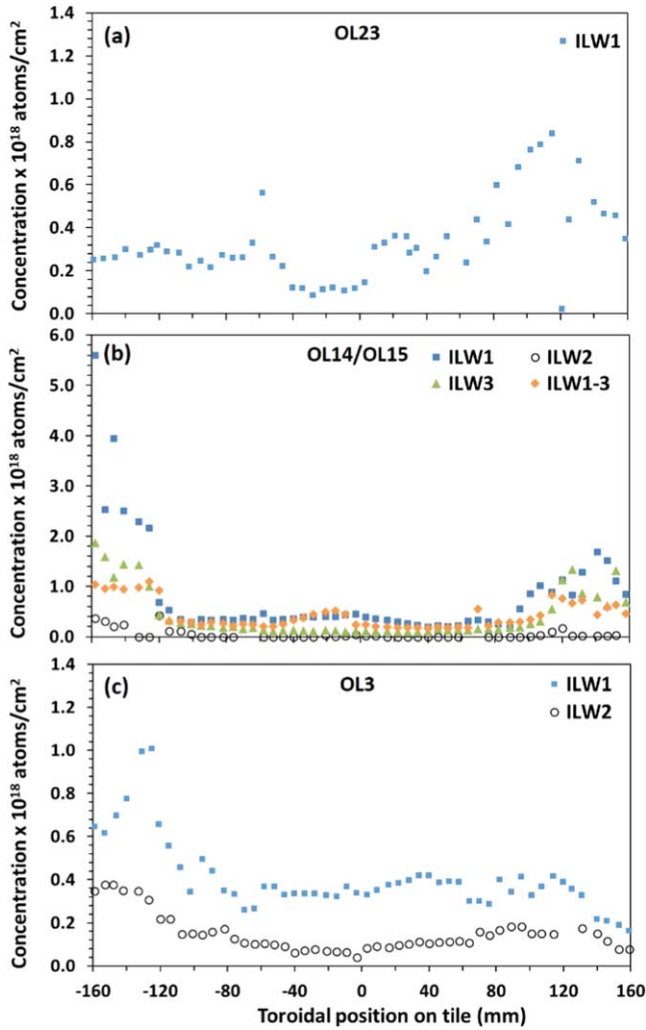 (a) OL23 ILW1
Concentration x 10¹⁸ atoms/cm²
1.4
1.2
1.0
0.8
0.6
0.4
0.2
0.0
(b) OL14/OL15 ILW1 ILW2
ILW3 ILW1-3
Concentration x 10¹⁸ atoms/cm²
6.0
5.0
4.0
3.0
2.0
1.0
0.0
(c) OL3 ILW1
ILW2
Concentration x 10¹⁸ atoms/cm²
1.4
1.2
1.0
0.8
0.6
0.4
0.2
0.0
-160 -120 -80 -40 0 40 80 120 160
Toroidal position on tile (mm)